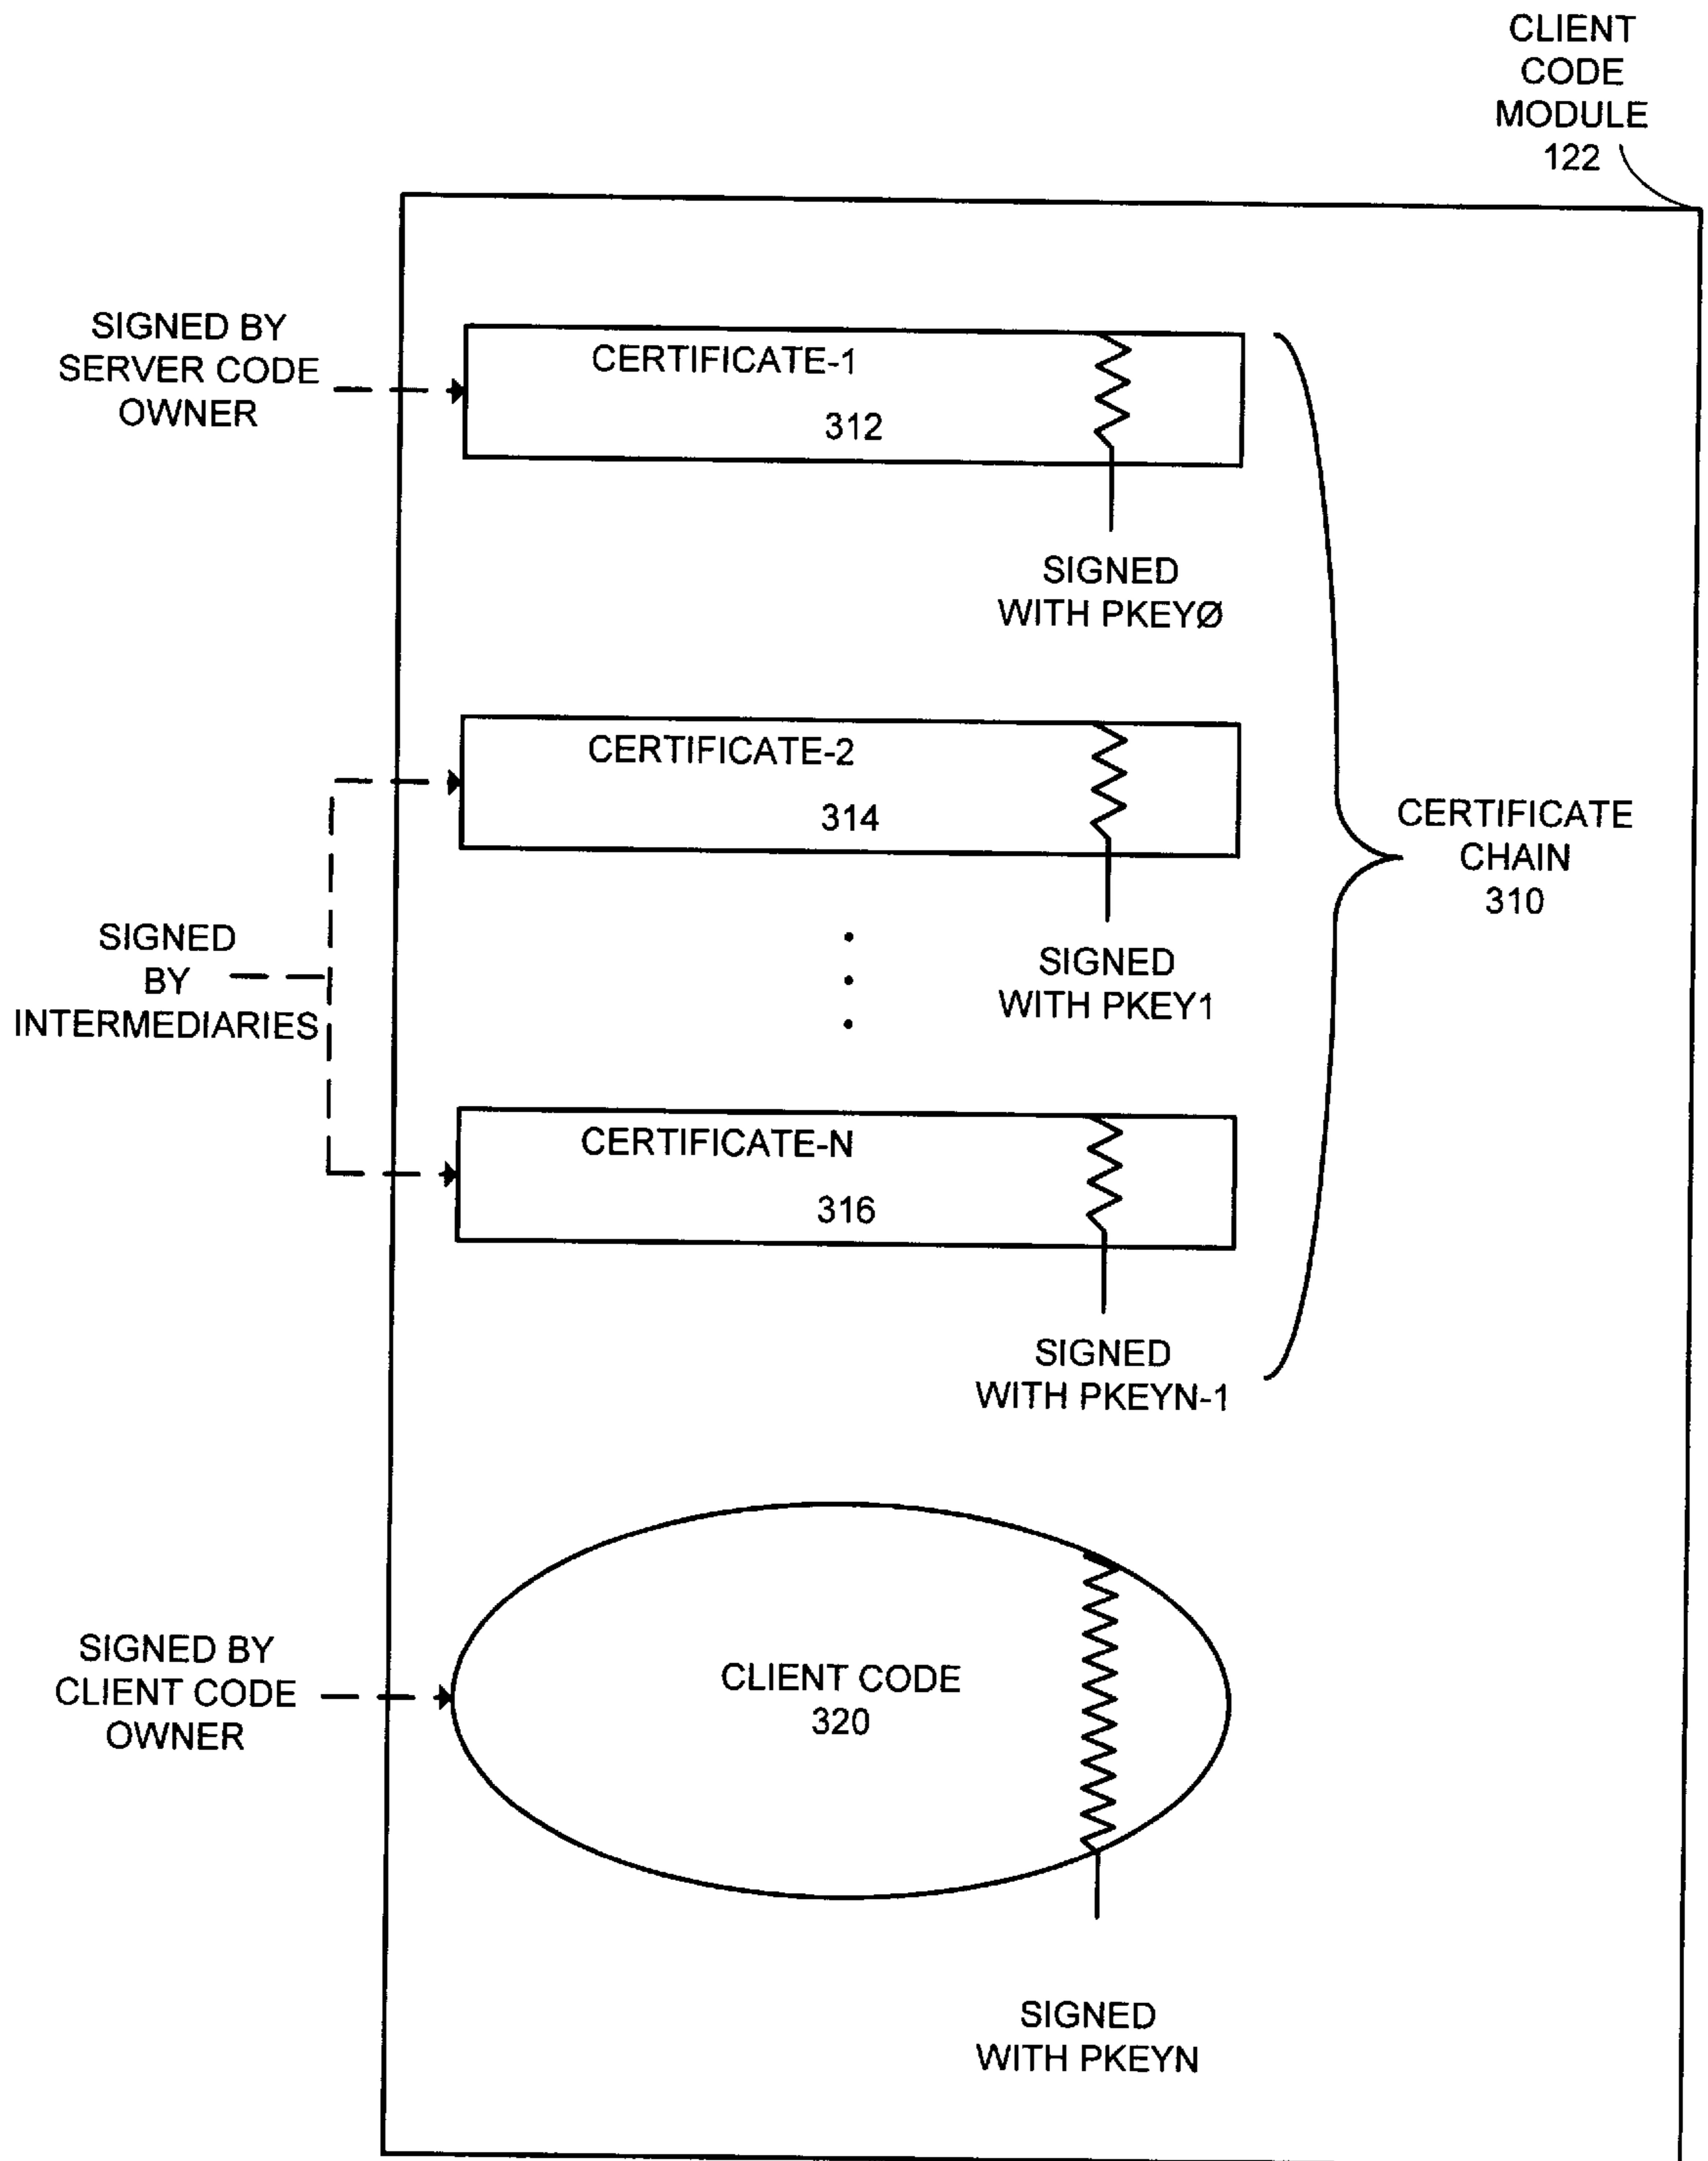 CLIENT
CODE
MODULE
122
SIGNED BY
SERVER CODE
OWNER
CERTIFICATE-1
312
SIGNED
WITH PKEYØ
CERTIFICATE-2
314
SIGNED
WITH PKEY1
CERTIFICATE
CHAIN
310
SIGNED
BY
INTERMEDIARIES
CERTIFICATE-N
316
SIGNED
WITH PKEYN-1
SIGNED BY
CLIENT CODE
OWNER
CLIENT CODE
320
SIGNED
WITH PKEYN